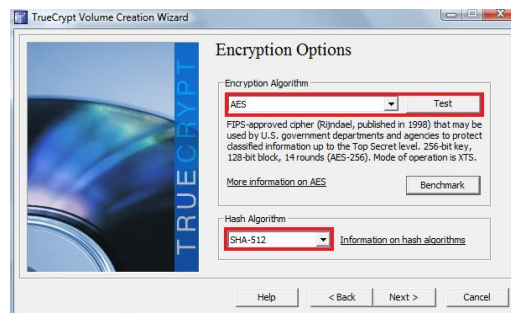 TrueCrypt Volume Creation Wizard
TRUECRYPT
Encryption Options
Encryption Algorithm
AES
Test
FIPS-approved cipher (Rijndael, published in 1998) that may be
used by U.S. government departments and agencies to protect
classified information up to the Top Secret level. 256-bit key,
128-bit block, 14 rounds (AES-256). Mode of operation is XTS.
More information on AES
Benchmark
Hash Algorithm
SHA-512
Information on hash algorithms
Help
< Back
Next >
Cancel